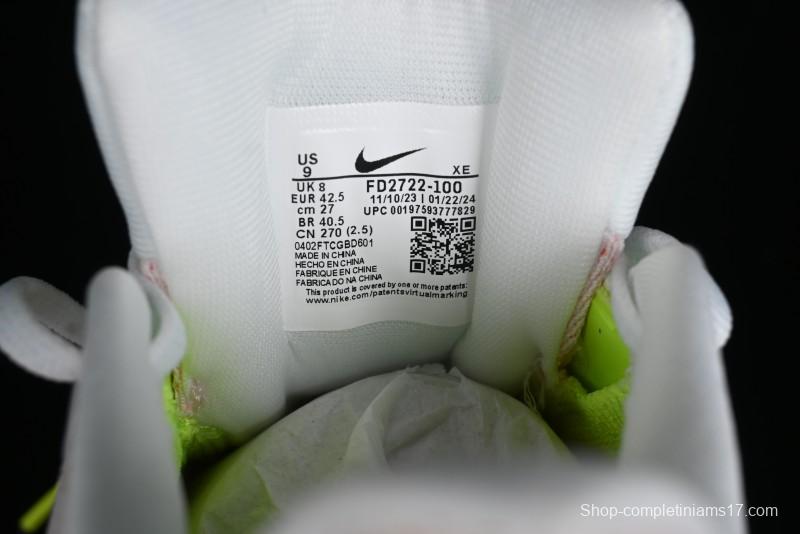 US
9
XE
UK 8
FD2722-100
EUR 42.5
11/10/23 | 01/22/24
cm 27
UPC 00197593777829
BR 40.5
CN 270 (2.5)
0402FTCGBD601
MADE IN CHINA
HECHO EN CHINA
FABRIQUE EN CHINE
FABRICADO NA CHINA
This product is covered by one or more patents:
www.nike.com/patentsvirtualmarking
Shop-completiniams17.com